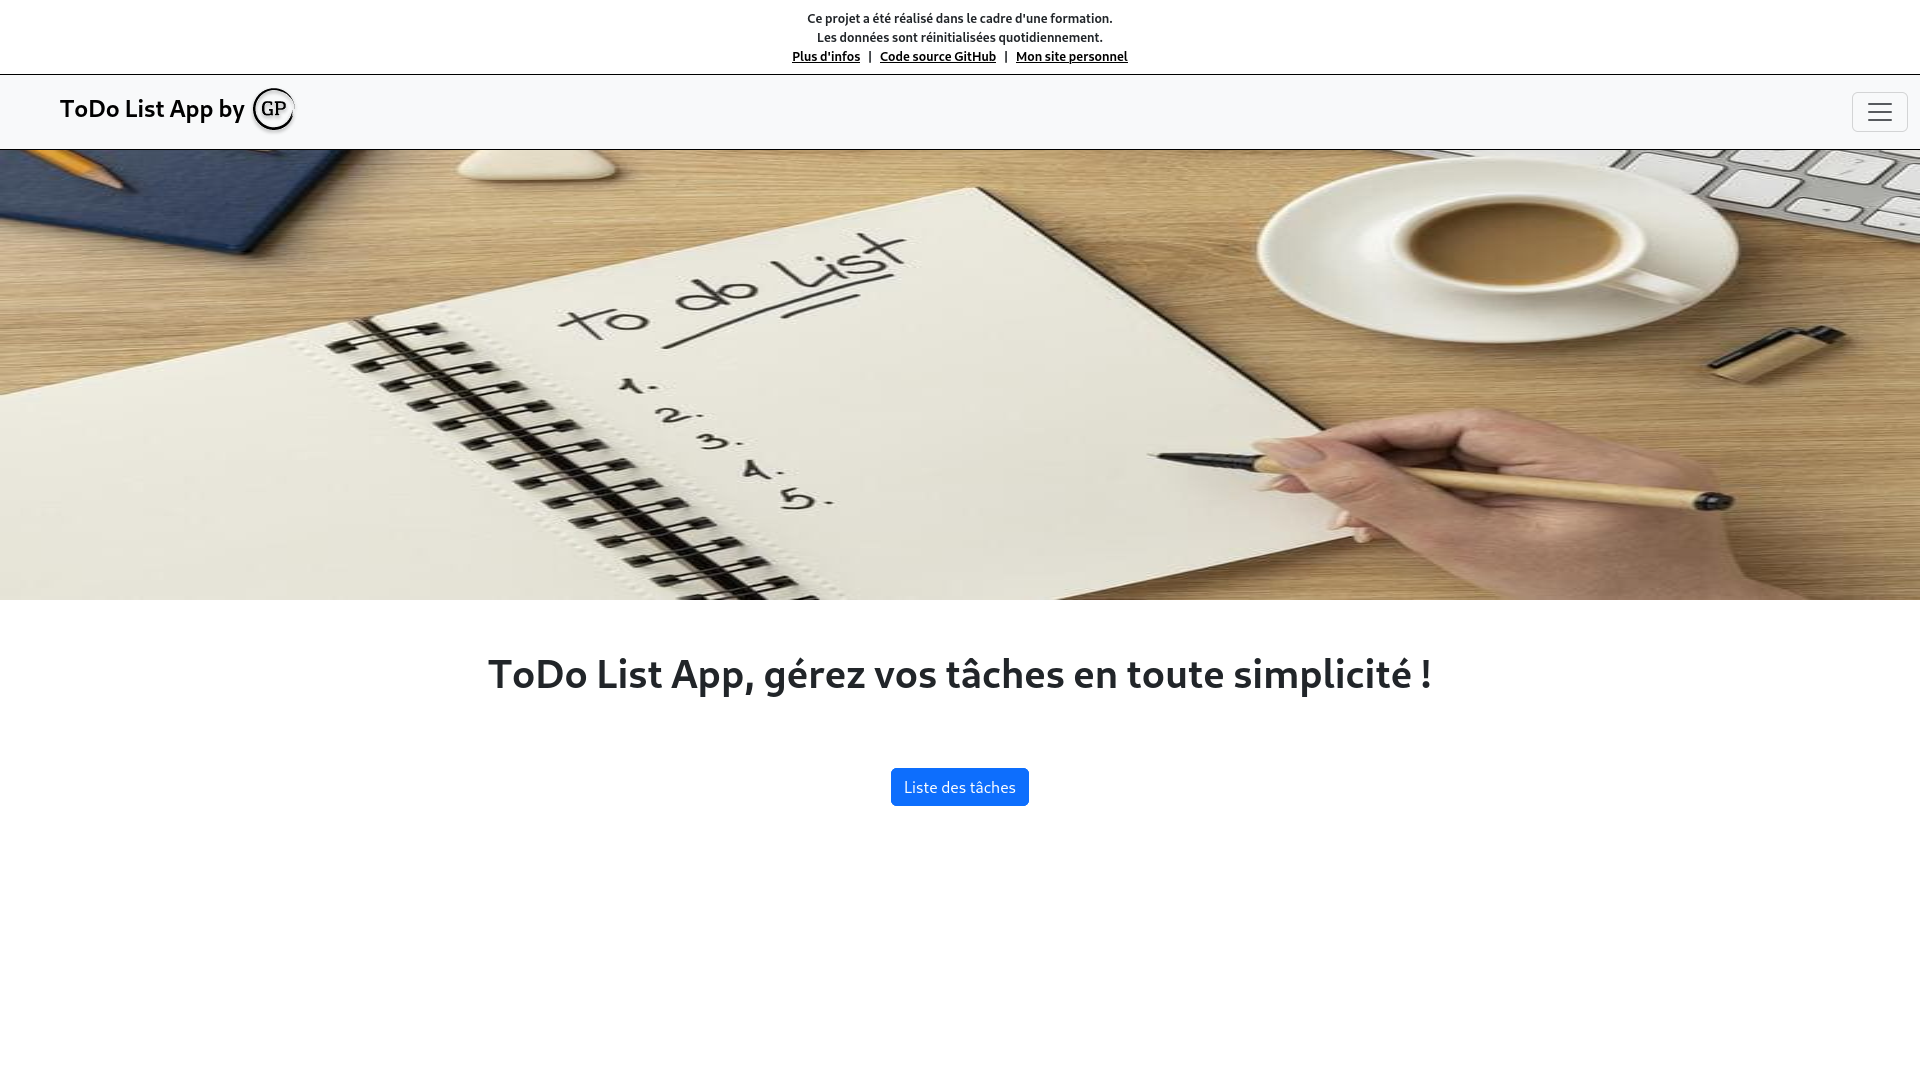 Ce projet a été réalisé dans le cadre d'une formation.
Les données sont réinitialisées quotidiennement.
Plus d'infos | Code source GitHub | Mon site personnel
ToDo List App by GP
to do List
1.
2.
3.
4.
5.
ToDo List App, gérez vos tâches en toute simplicité !
Liste des tâches